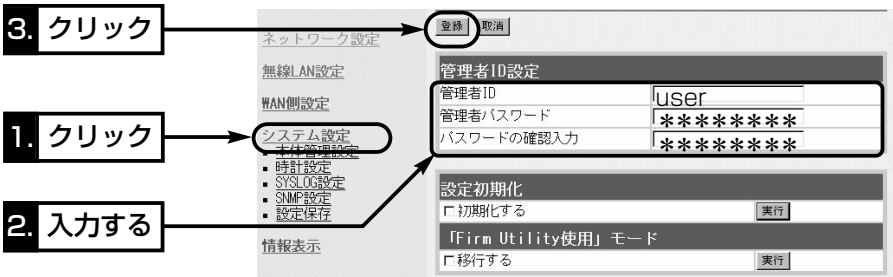 3. クリック
1. クリック
2. 入力する
ネットワーク設定
無線LAN設定
WAN側設定
システム設定
本体管理設定
時計設定
SYSLOG設定
SNMP設定
設定保存
情報表示
登録 取消
管理者ID設定
管理者ID user
管理者パスワード ********
パスワードの確認入力 ********
設定初期化
初期化する 実行
「Firm Utility使用」モード
移行する 実行